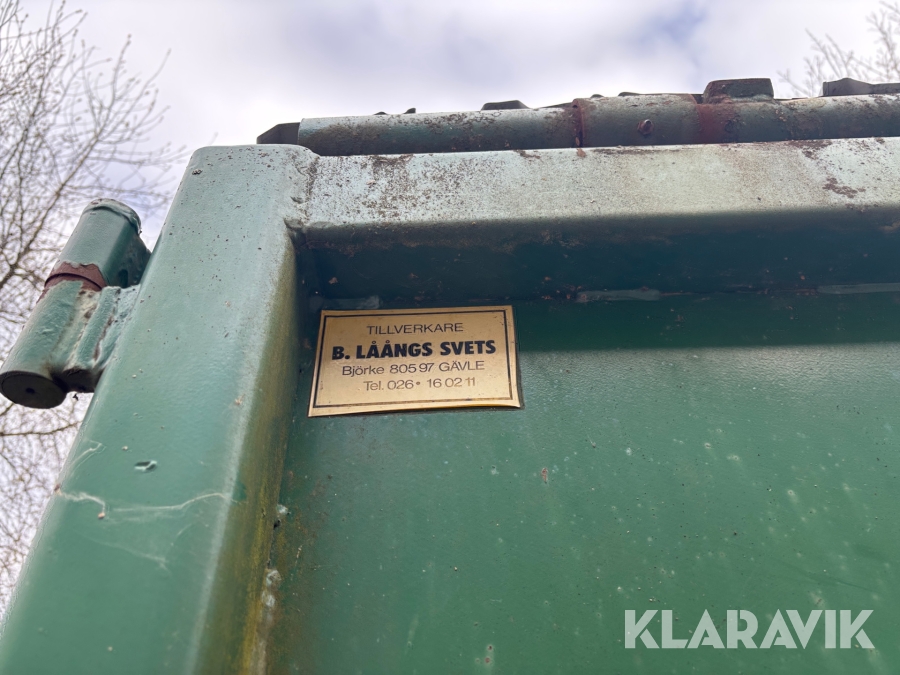 TILLVERKARE
B. LÅÅNGS SVETS
Björke 805 97 GÄVLE
Tel. 026 • 16 02 11
KLARAVIK